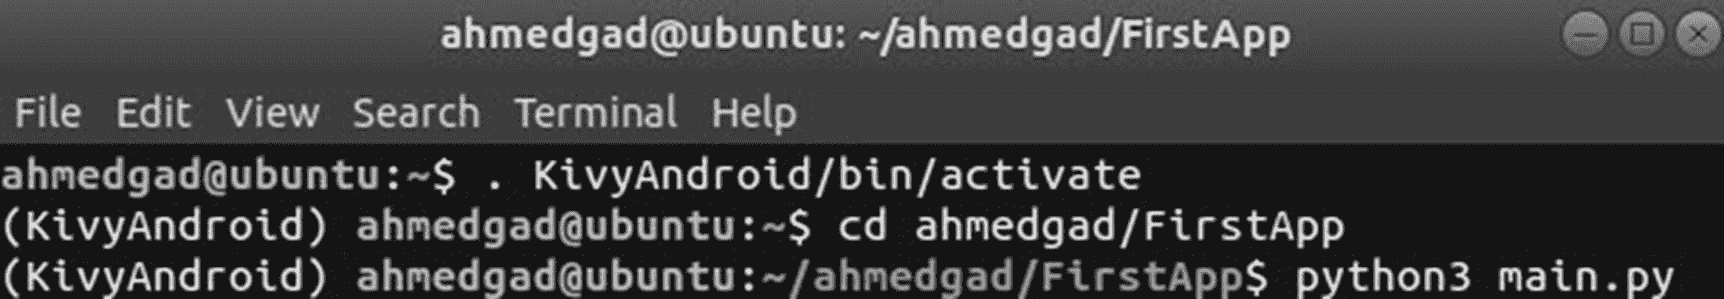 ahmedgad@ubuntu: ~/ahmedgad/FirstApp
File Edit View Search Terminal Help
ahmedgad@ubuntu:~$ . KivyAndroid/bin/activate
(KivyAndroid) ahmedgad@ubuntu:~$ cd ahmedgad/FirstApp
(KivyAndroid) ahmedgad@ubuntu:~/ahmedgad/FirstApp$ python3 main.py